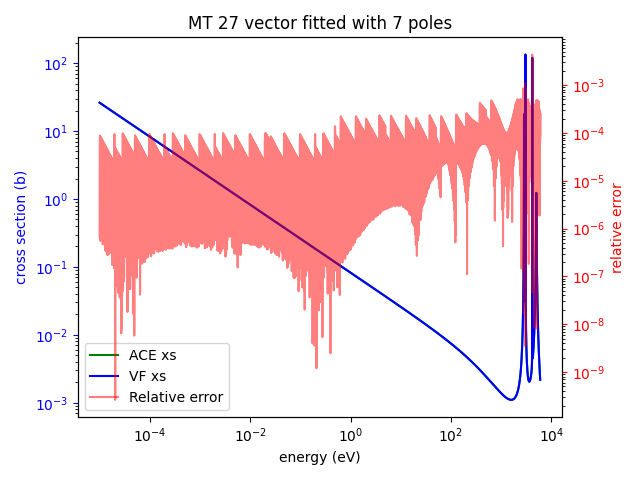 MT 27 vector fitted with 7 poles
cross section (b)
10^2
10^1
10^0
10^-1
10^-2
10^-3
10^-3
10^-4
10^-5
10^-6
10^-7
10^-8
10^-9
relative error
ACE xs
VF xs
Relative error
10^-4
10^-2
10^0
10^2
10^4
energy (eV)